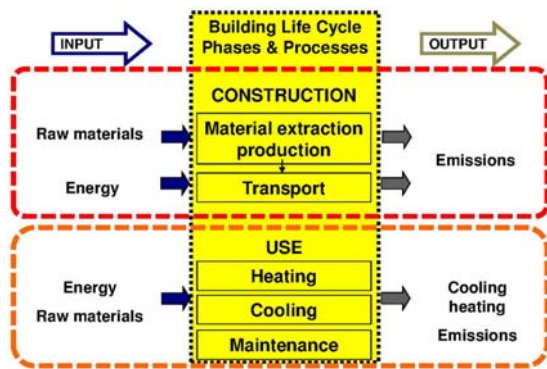 INPUT
Building Life Cycle
Phases & Processes
OUTPUT
CONSTRUCTION
Raw materials
Material extraction
production
Emissions
Energy
Transport
USE
Heating
Energy
Raw materials
Cooling
Cooling
heating
Emissions
Maintenance